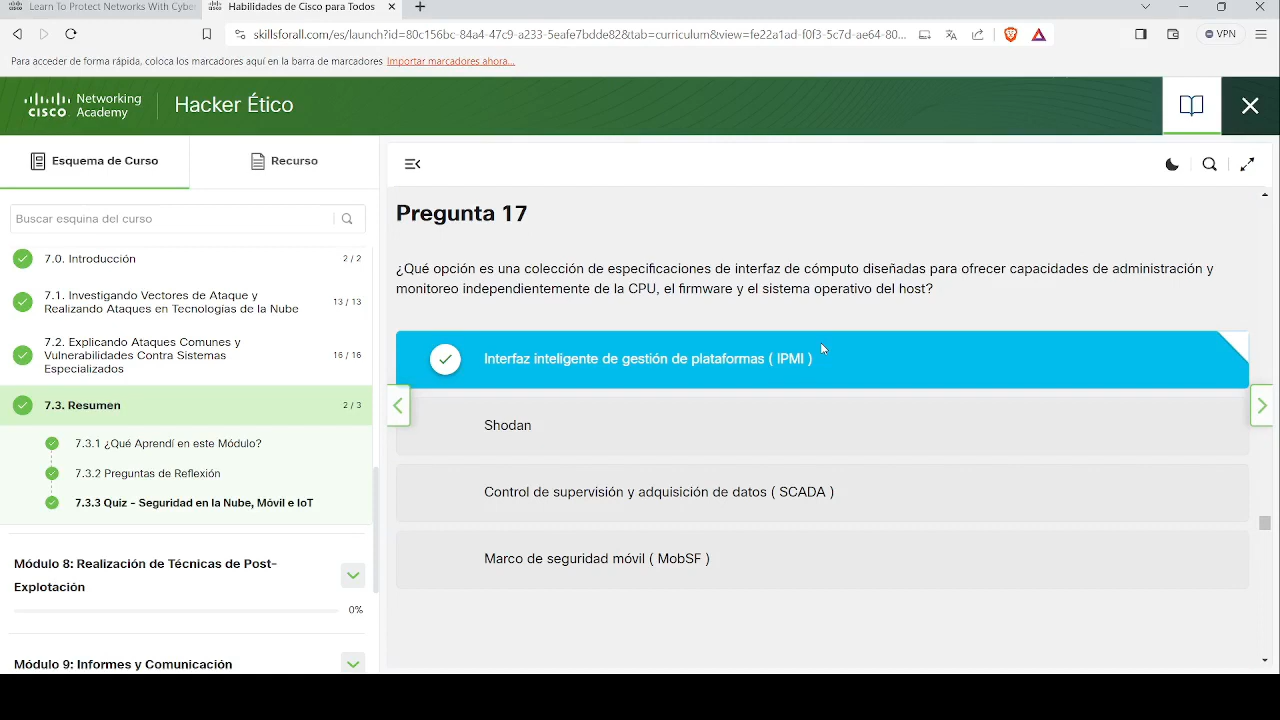 Learn To Protect Networks With Cybe
Habilidades de Cisco para Todos
skillsforall.com/es/launch?id=80c156bc-84a4-47c9-a233-5eafe7bdde82&tab=curriculum&view=fe22a1ad-f0f3-5c7d-ae64-80...
VPN
Para acceder de forma rápida, coloca los marcadores aquí en la barra de marcadores Importar marcadores ahora...
cisco Networking
Academy
Hacker Ético
Esquema de Curso
Recurso
Buscar esquina del curso
7.0. Introducción 2 / 2
7.1. Investigando Vectores de Ataque y
Realizando Ataques en Tecnologías de la Nube 13 / 13
7.2. Explicando Ataques Comunes y
Vulnerabilidades Contra Sistemas 16 / 16
Especializados
7.3. Resumen 2 / 3
7.3.1 ¿Qué Aprendí en este Módulo?
7.3.2 Preguntas de Reflexión
7.3.3 Quiz - Seguridad en la Nube, Móvil e IoT
Módulo 8: Realización de Técnicas de Post-
Explotación
0%
Módulo 9: Informes y Comunicación
Pregunta 17
¿Qué opción es una colección de especificaciones de interfaz de cómputo diseñadas para ofrecer capacidades de administración y
monitoreo independientemente de la CPU, el firmware y el sistema operativo del host?
Interfaz inteligente de gestión de plataformas ( IPMI )
Shodan
Control de supervisión y adquisición de datos ( SCADA )
Marco de seguridad móvil ( MobSF )